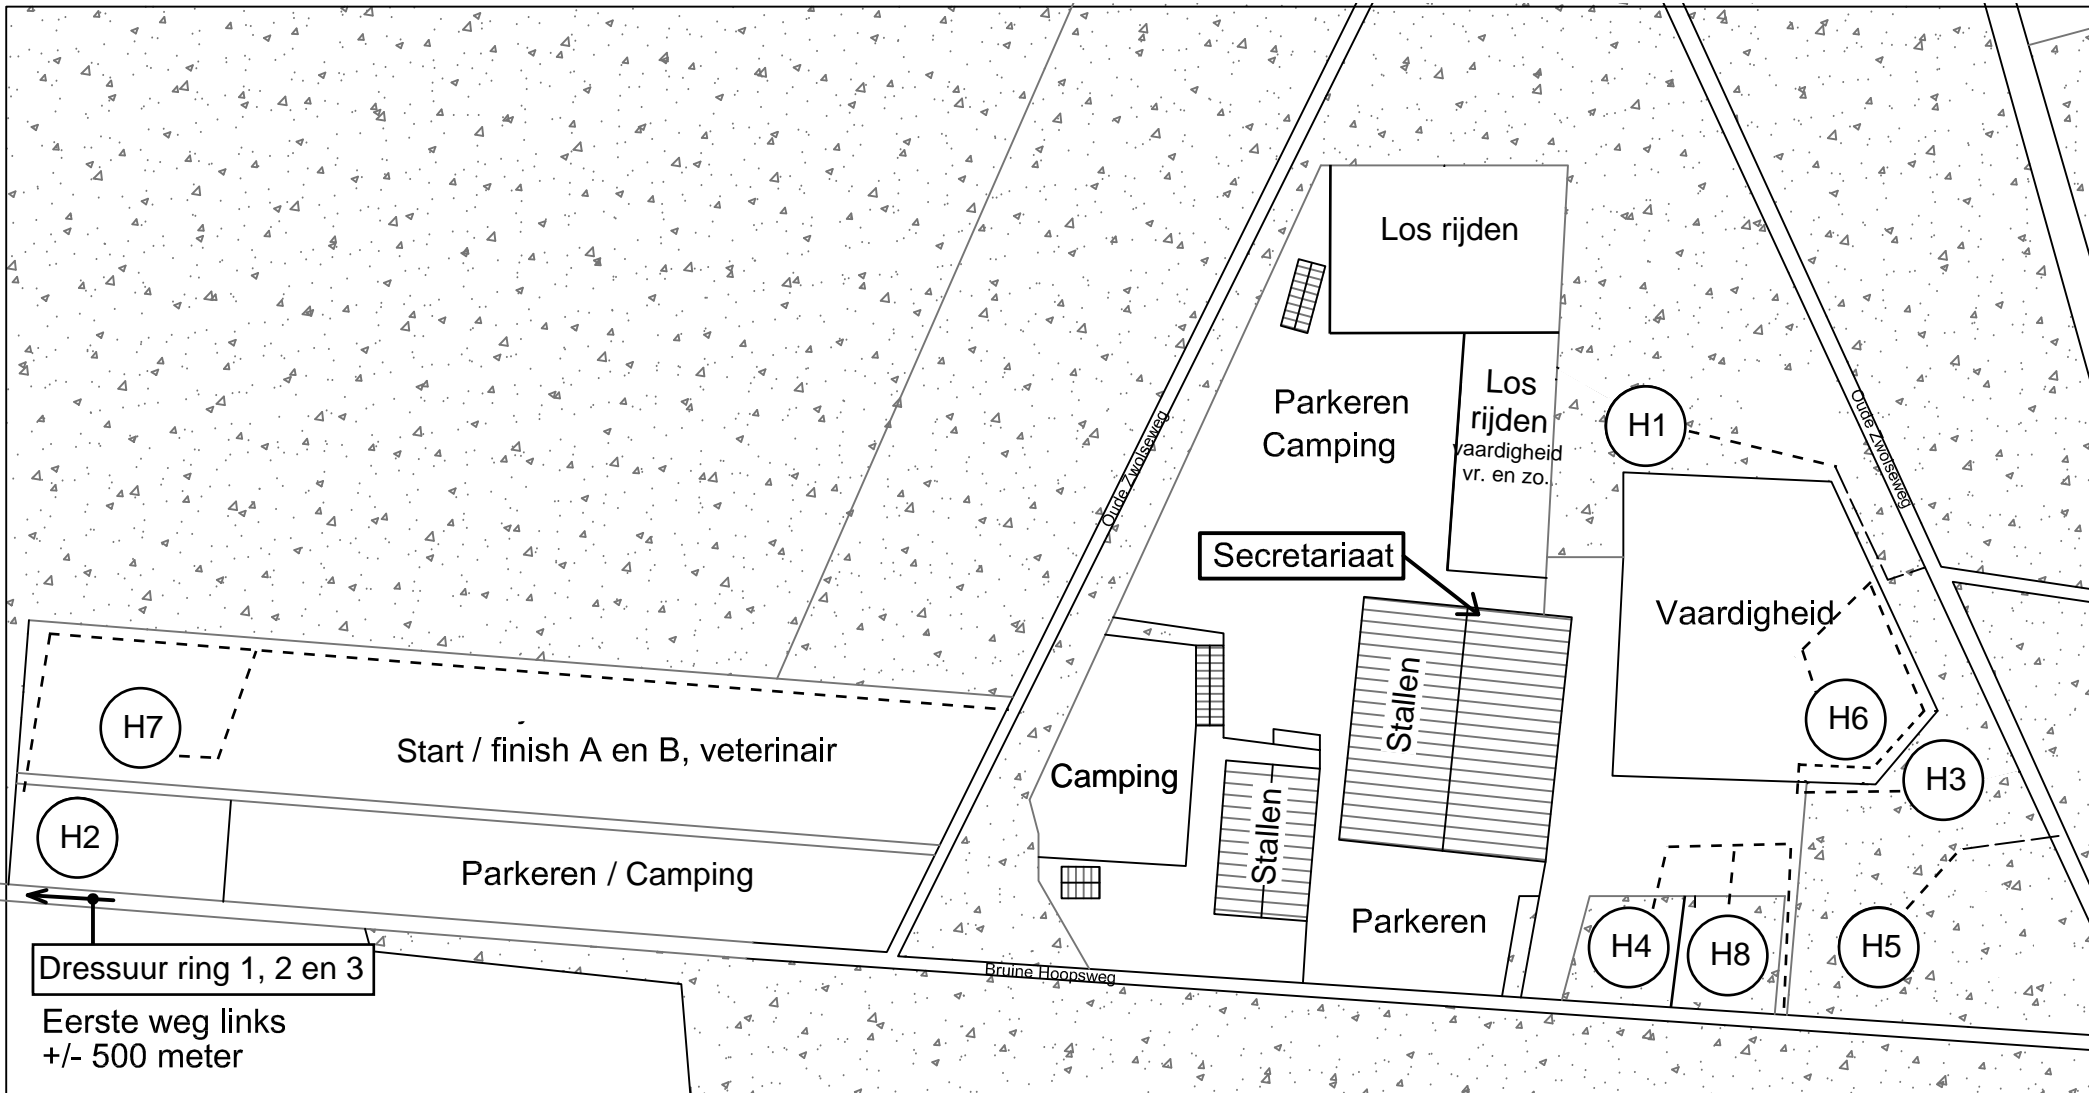 Los rijden
Parkeren
Camping
Los
rijden
vaardigheid
vr. en zo.
H1
Oude Zwolseweg
Oude Zwolseweg
Secretariaat
Vaardigheid
Stallen
H7
Start / finish A en B, veterinair
Camping
H6
H3
H2
Parkeren / Camping
Stallen
Parkeren
H4
H8
H5
Dressuur ring 1, 2 en 3
Bruine Hoopsweg
Eerste weg links
+/- 500 meter